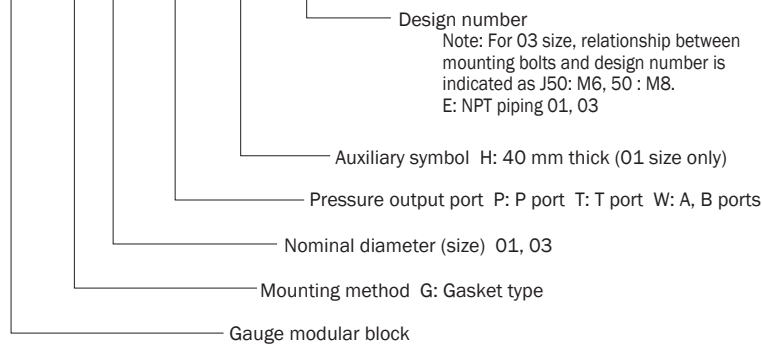 Design number
Note: For 03 size, relationship between
mounting bolts and design number is
indicated as J50: M6, 50 : M8.
E: NPT piping 01, 03
Auxiliary symbol H: 40 mm thick (01 size only)
Pressure output port P: P port T: T port W: A, B ports
Nominal diameter (size) 01, 03
Mounting method G: Gasket type
Gauge modular block